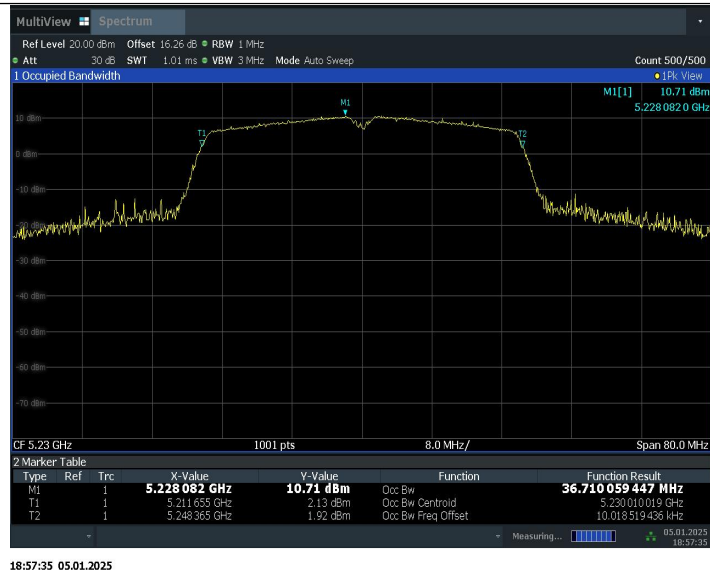 MultiView Spectrum
Ref Level 20.00 dBm Offset 16.26 dB RBW 1 MHz
Att 30 dB SWT 1.01 ms VBW 3 MHz Mode Auto Sweep Count 500/500
1 Occupied Bandwidth 1Pk View
M1[1] 10.71 dBm
5.228 082 0 GHz
M1
10 dBm
T1
T2
0 dBm
-10 dBm
-20 dBm
-30 dBm
-40 dBm
-50 dBm
-60 dBm
-70 dBm
CF 5.23 GHz 1001 pts 8.0 MHz/ Span 80.0 MHz
2 Marker Table
Type Ref Trc X-Value Y-Value Function Function Result
M1 1 5.228 082 GHz 10.71 dBm Occ Bw 36.710 059 447 MHz
T1 1 5.211 655 GHz 2.13 dBm Occ Bw Centroid 5.230 010 019 GHz
T2 1 5.248 365 GHz 1.92 dBm Occ Bw Freq Offset 10.018 519 436 kHz
Measuring... 05.01.2025
18:57:35
18:57:35 05.01.2025